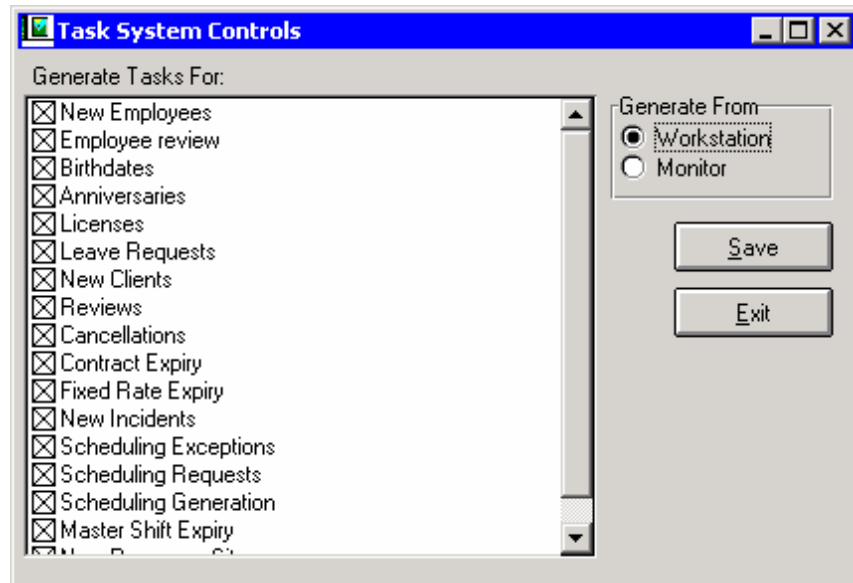 Task System Controls
Generate Tasks For:
New Employees
Employee review
Birthdates
Anniversaries
Licenses
Leave Requests
New Clients
Reviews
Cancellations
Contract Expiry
Fixed Rate Expiry
New Incidents
Scheduling Exceptions
Scheduling Requests
Scheduling Generation
Master Shift Expiry
Generate From
Workstation
Monitor
Save
Exit